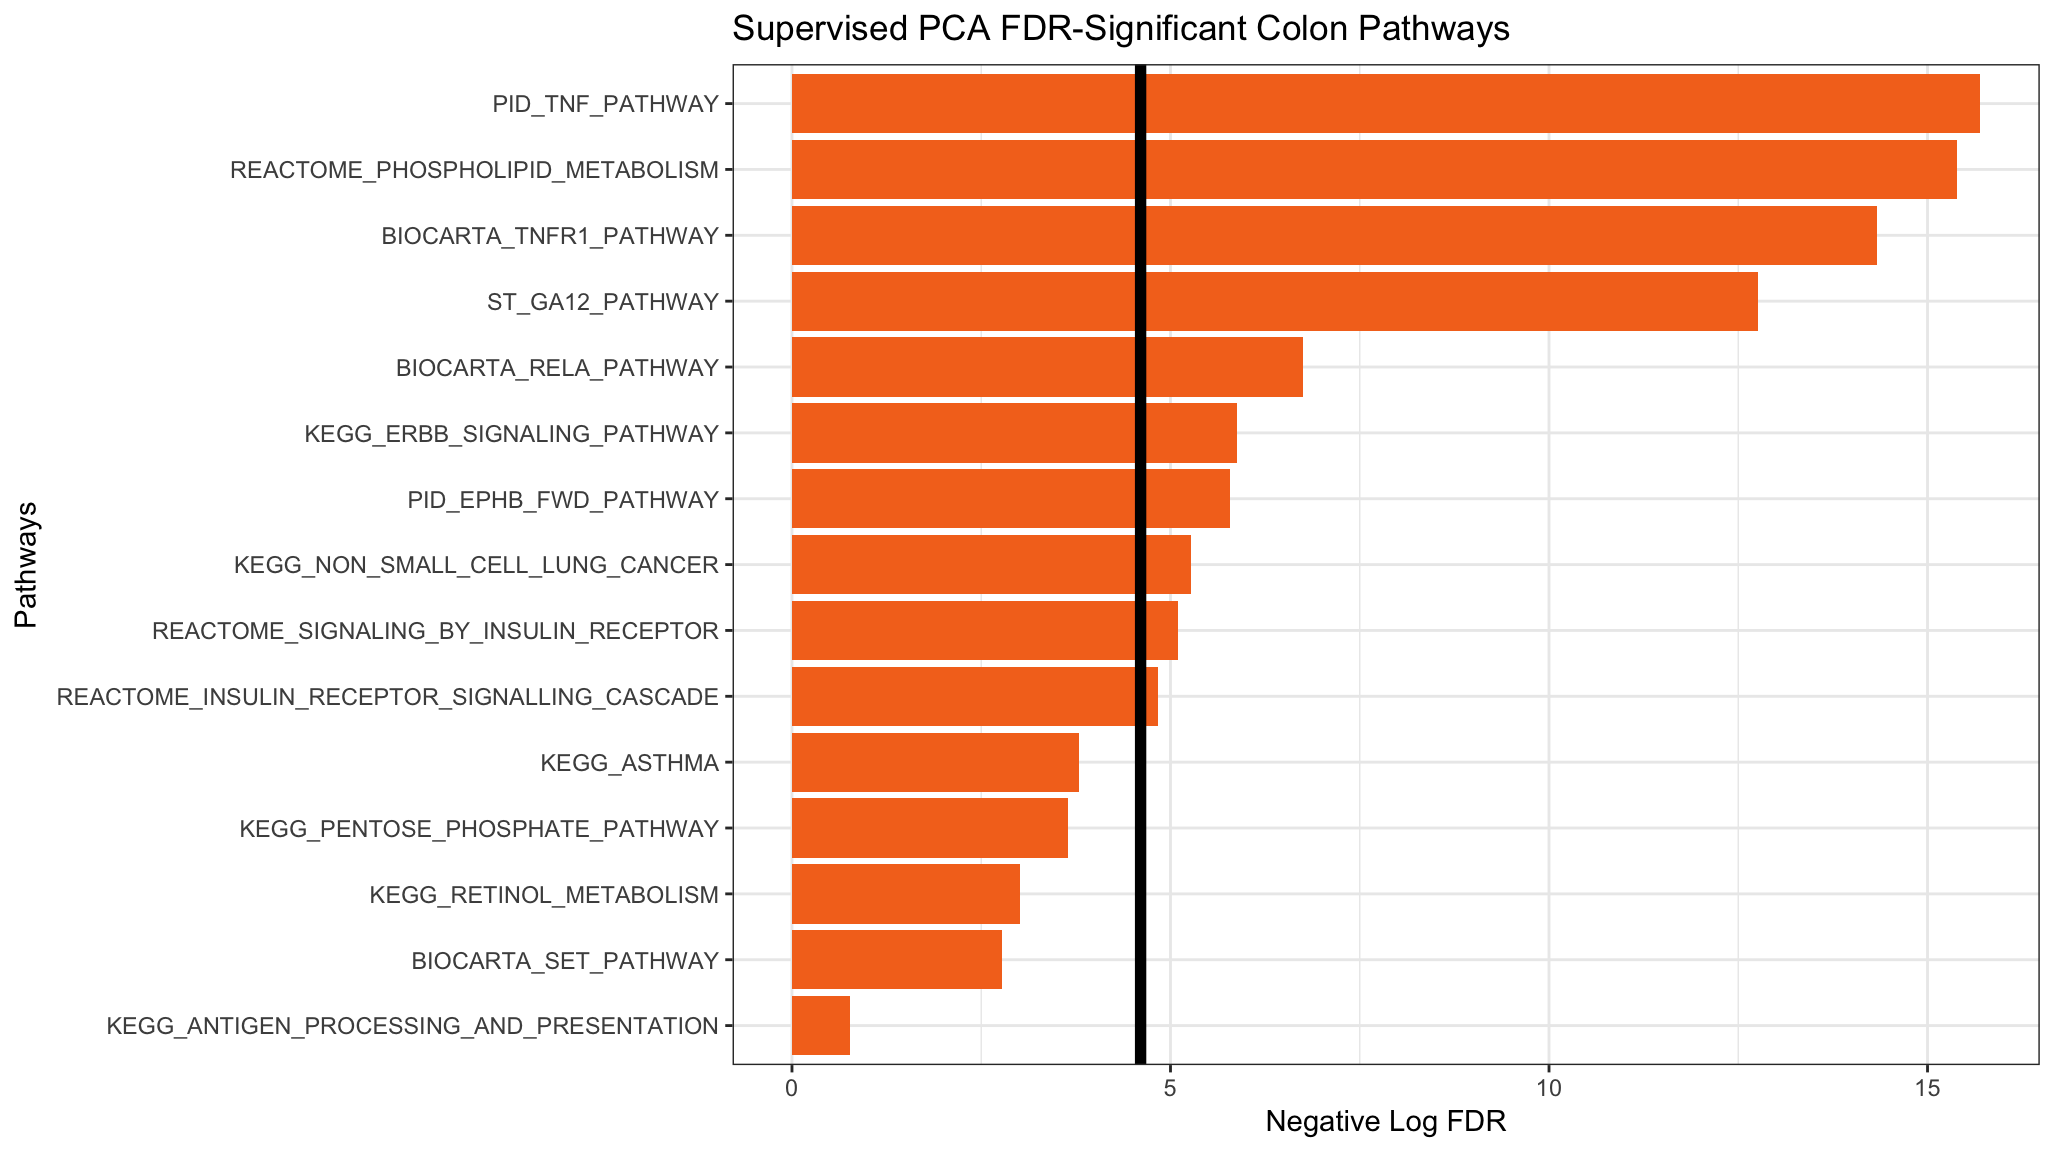 Supervised PCA FDR-Significant Colon Pathways
PID_TNF_PATHWAY
REACTOME_PHOSPHOLIPID_METABOLISM
BIOCARTA_TNFR1_PATHWAY
ST_GA12_PATHWAY
BIOCARTA_RELA_PATHWAY
KEGG_ERBB_SIGNALING_PATHWAY
PID_EPHB_FWD_PATHWAY
KEGG_NON_SMALL_CELL_LUNG_CANCER
REACTOME_SIGNALING_BY_INSULIN_RECEPTOR
REACTOME_INSULIN_RECEPTOR_SIGNALLING_CASCADE
KEGG_ASTHMA
KEGG_PENTOSE_PHOSPHATE_PATHWAY
KEGG_RETINOL_METABOLISM
BIOCARTA_SET_PATHWAY
KEGG_ANTIGEN_PROCESSING_AND_PRESENTATION
Pathways
0 5 10 15
Negative Log FDR